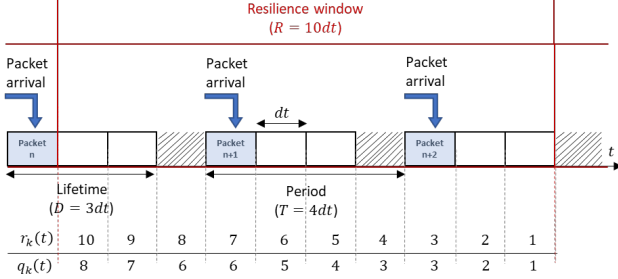 Resilience window
(R = 10dt)
Packet arrival
Packet arrival
Packet arrival
dt
Packet n
Packet n+1
Packet n+2
t
Lifetime
(D = 3dt)
Period
(T = 4dt)
r_k(t) 10 9 8 7 6 5 4 3 2 1
q_k(t) 8 7 6 6 5 4 3 3 2 1